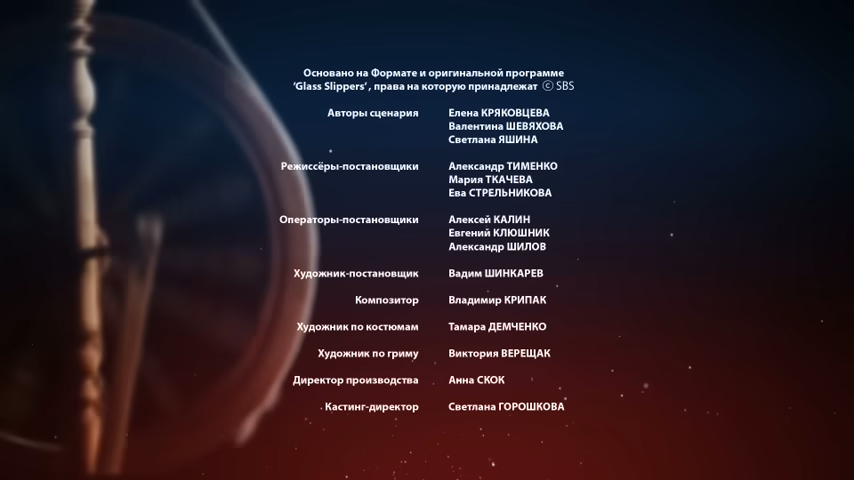 Основано на Формате и оригинальной программе
‘Glass Slippers’ , права на которую принадлежат ⓒ SBS
Авторы сценария Елена КРЯКОВЦЕВА
Валентина ШЕВЯХОВА
Светлана ЯШИНА
Режиссёры-постановщики Александр ТИМЕНКО
Мария ТКАЧЕВА
Ева СТРЕЛЬНИКОВА
Операторы-постановщики Алексей КАЛИН
Евгений КЛЮШНИК
Александр ШИЛОВ
Художник-постановщик Вадим ШИНКАРЕВ
Композитор Владимир КРИПАК
Художник по костюмам Тамара ДЕМЧЕНКО
Художник по гриму Виктория ВЕРЕЩАК
Директор производства Анна СКОК
Кастинг-директор Светлана ГОРОШКОВА